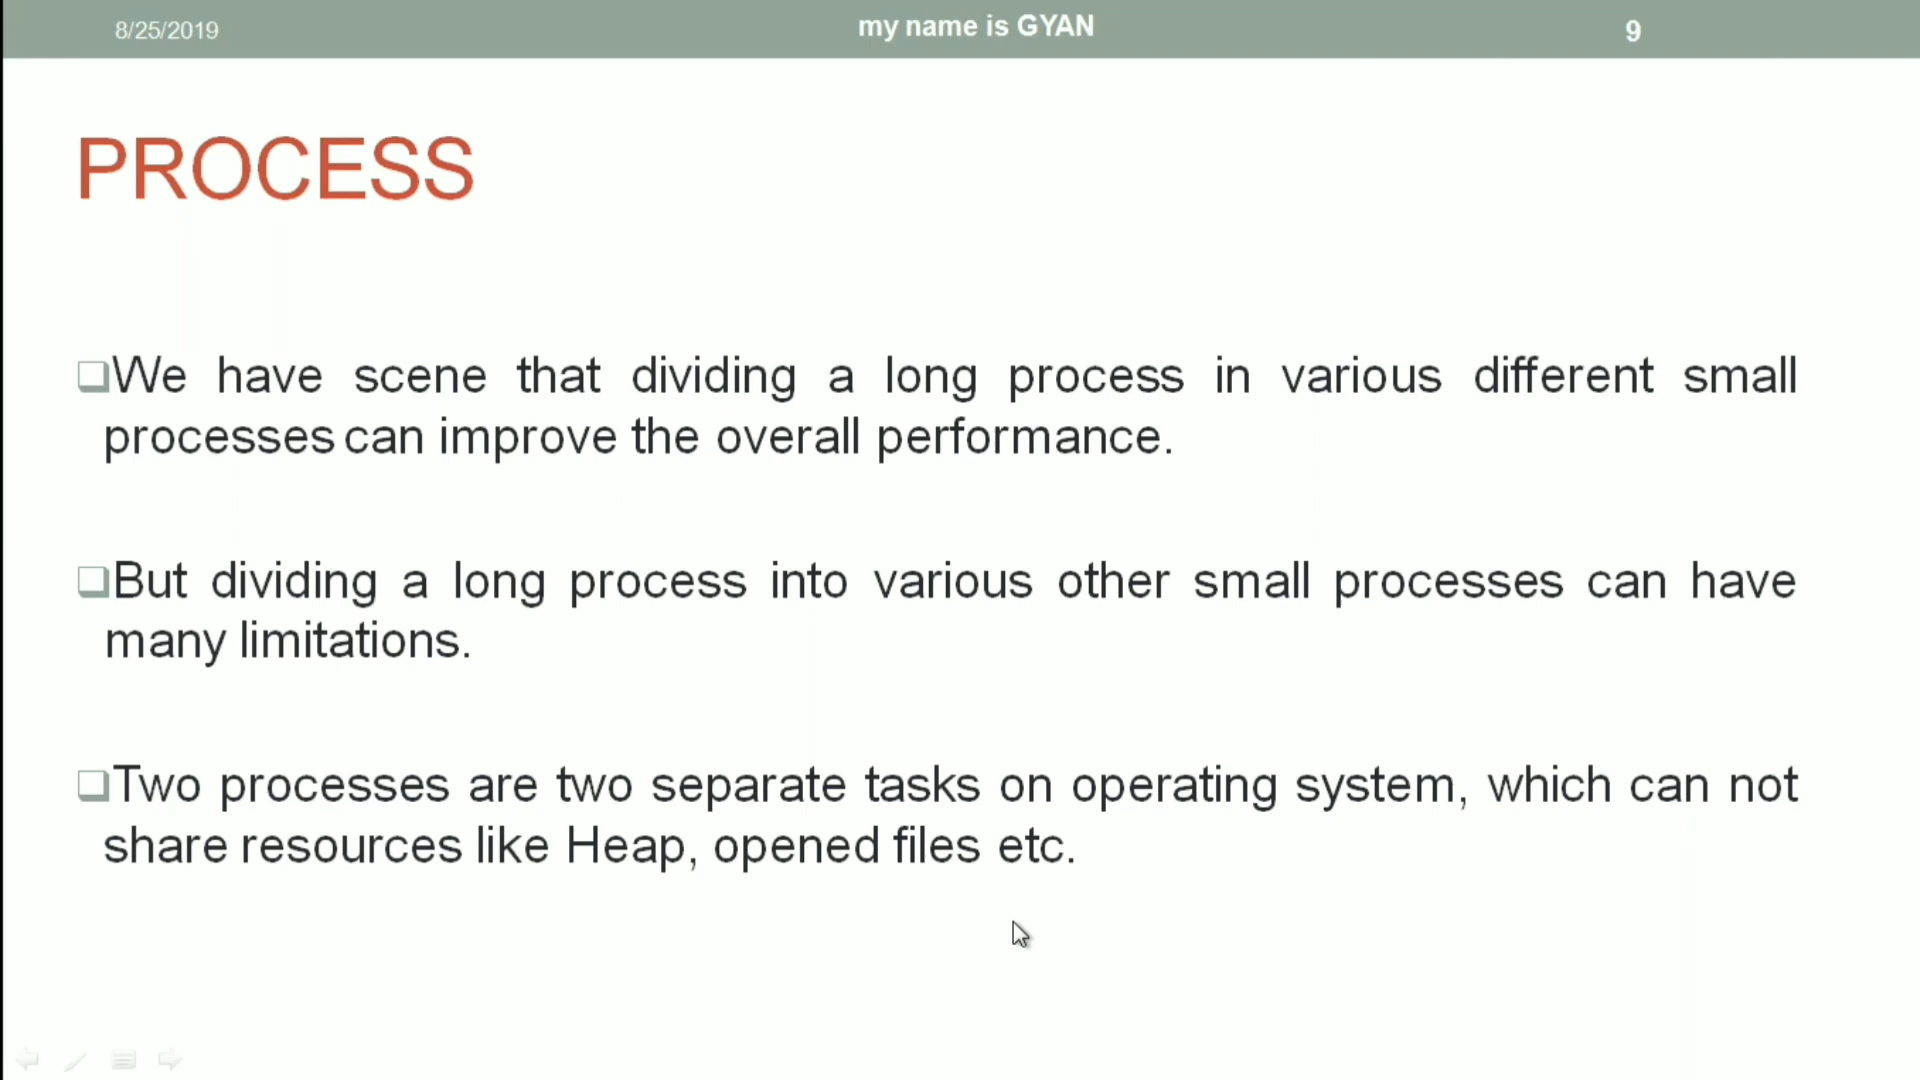 8/25/2019
my name is GYAN
9
PROCESS
We have scene that dividing a long process in various different small
processes can improve the overall performance.
But dividing a long process into various other small processes can have
many limitations.
Two processes are two separate tasks on operating system, which can not
share resources like Heap, opened files etc.